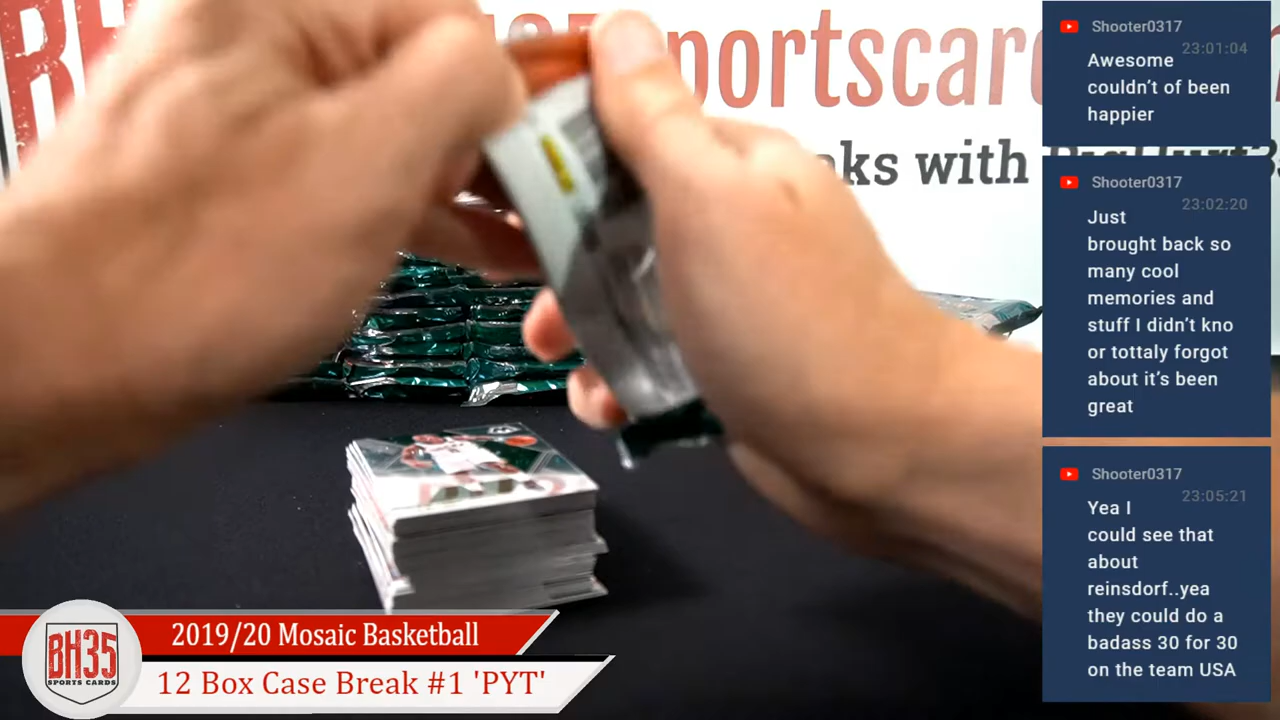 BH35 sportscard
aks with
Shooter0317
23:01:04
Awesome
couldn't of been
happier
Shooter0317
23:02:20
Just
brought back so
many cool
memories and
stuff I didn't kno
or tottaly forgot
about it's been
great
Shooter0317
23:05:21
Yea I
could see that
about
reinsdorf..yea
they could do a
badass 30 for 30
on the team USA
BH35
SPORTS CARDS
2019/20 Mosaic Basketball
12 Box Case Break #1 'PYT'